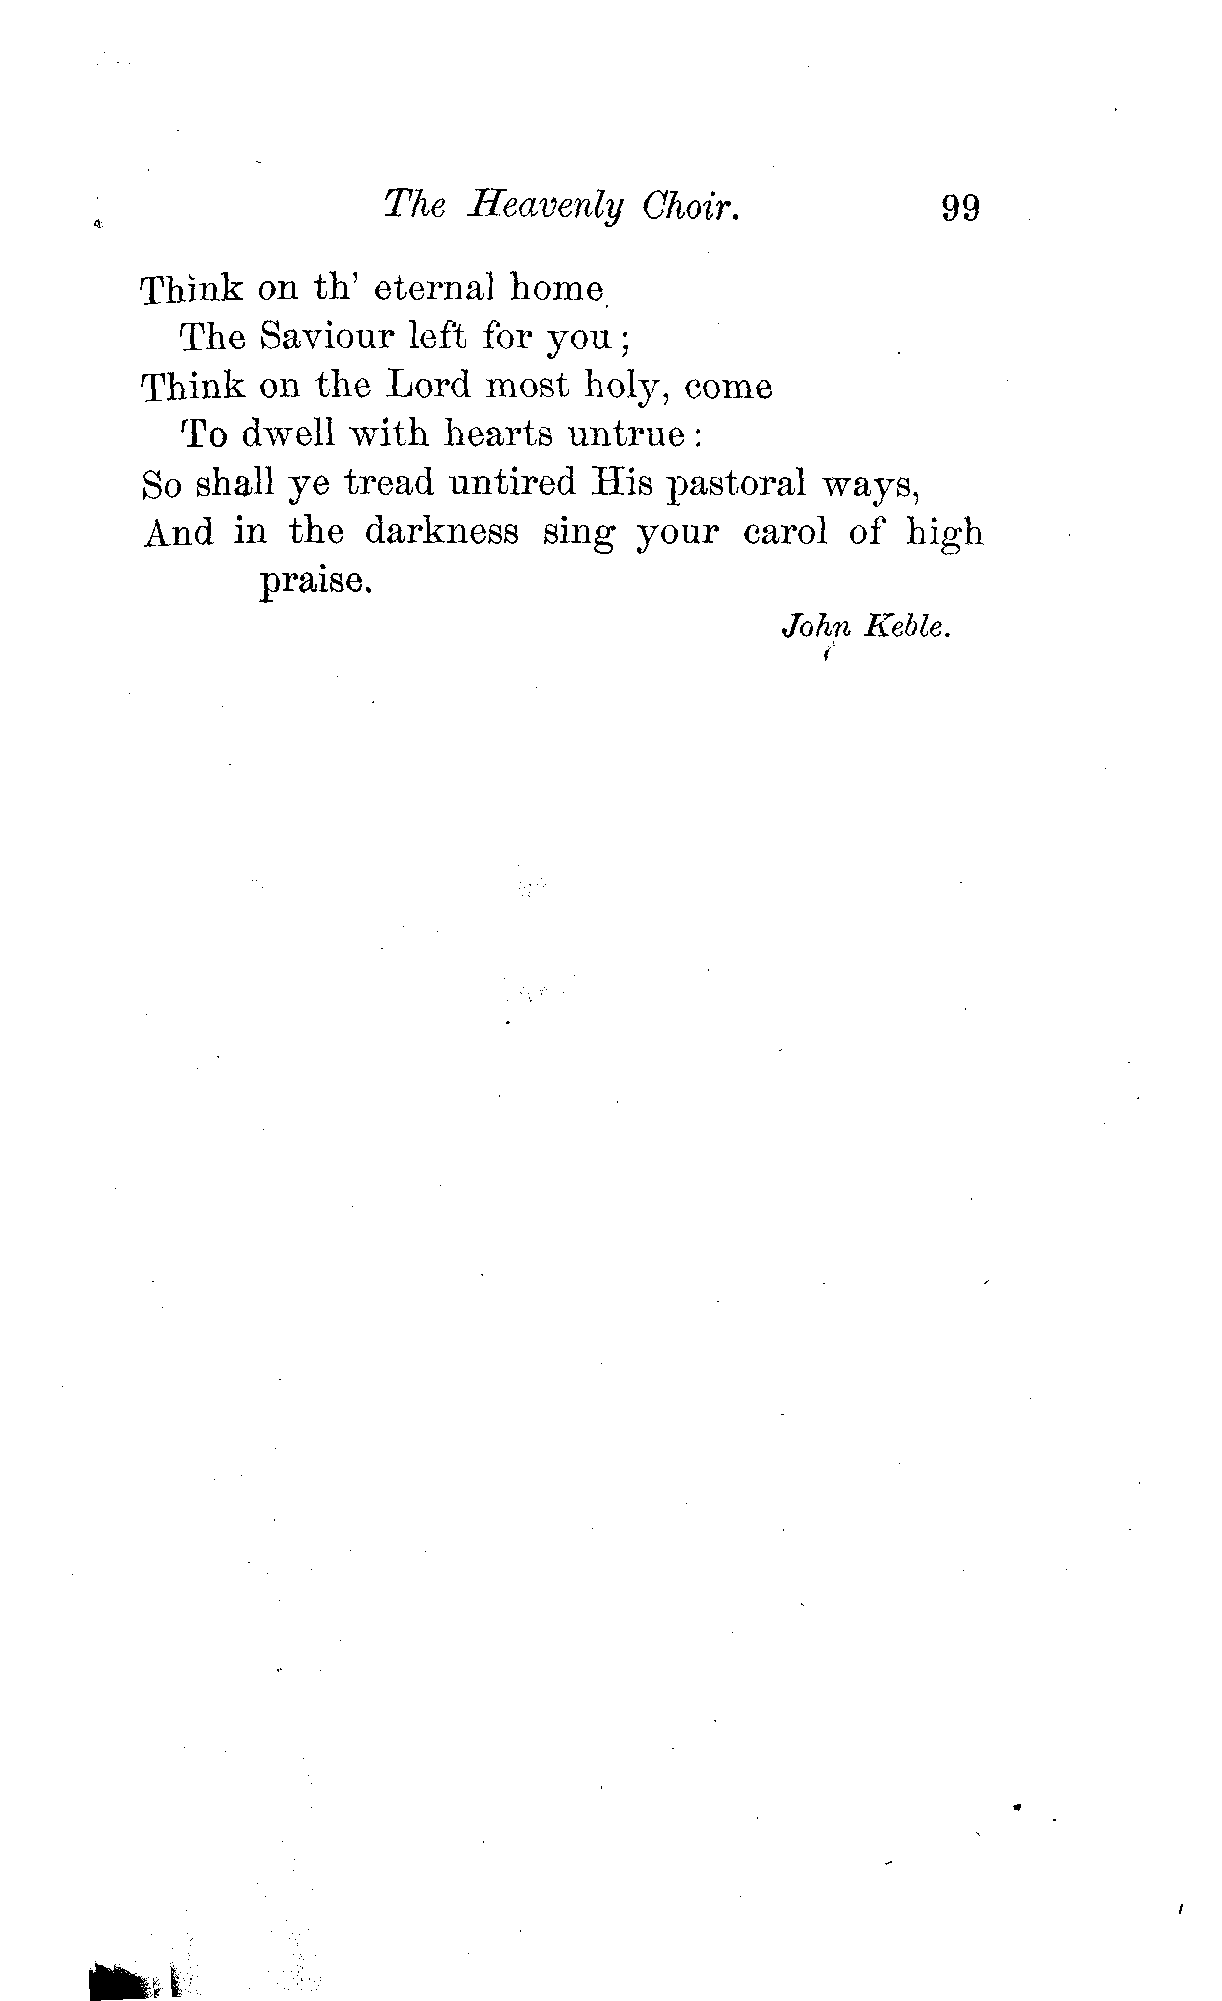 The Heavenly Choir. 99
Think on th' eternal home
The Saviour left for you;
Think on the Lord most holy, come
To dwell with hearts untrue:
So shall ye tread untired His pastoral ways,
And in the darkness sing your carol of high
praise.
John Keble.